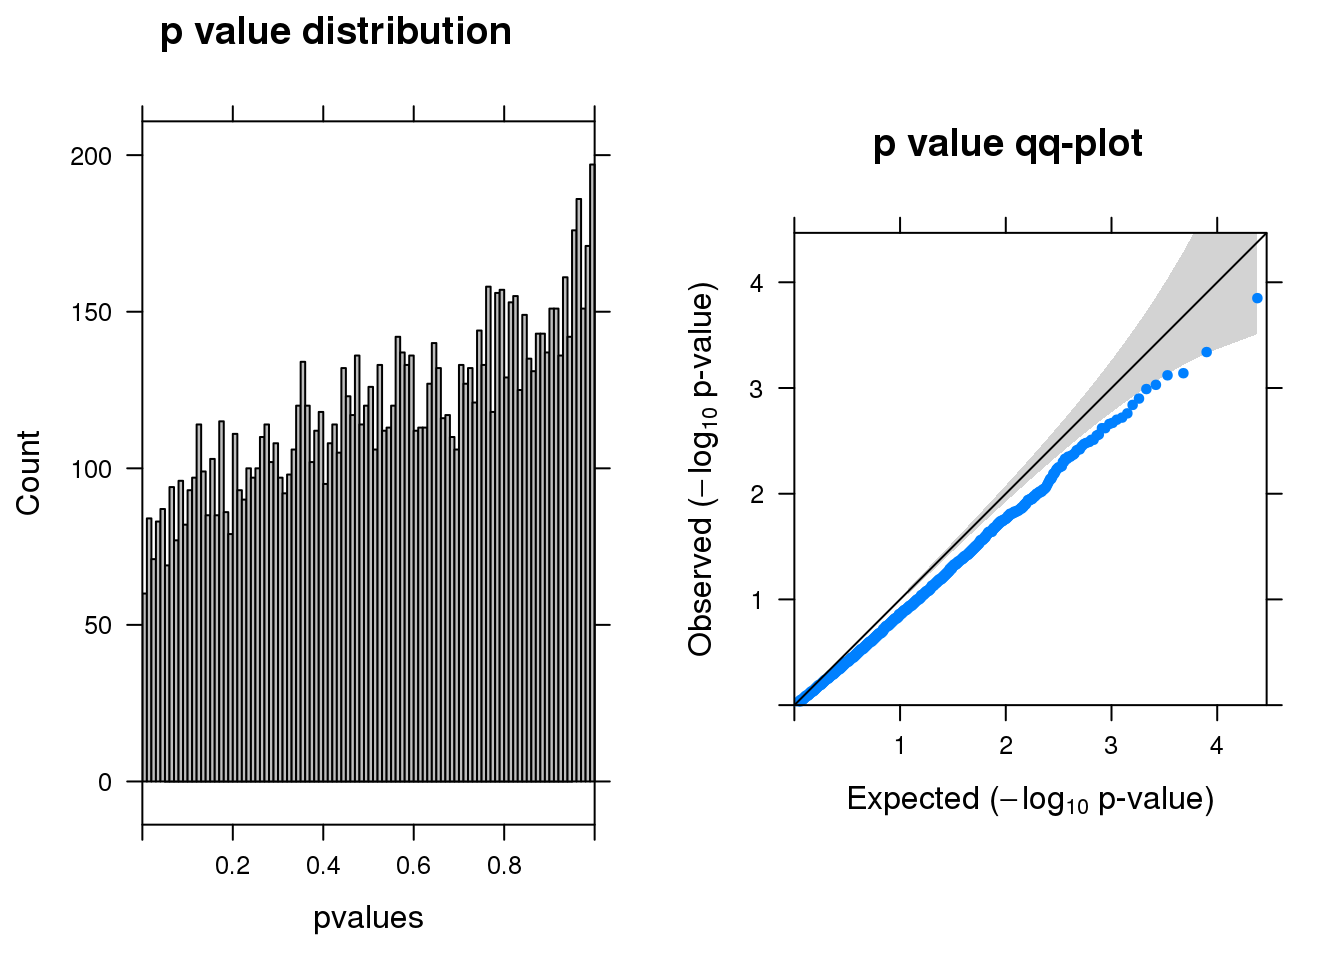 p value distribution
Count
200
150
100
50
0
0.2 0.4 0.6 0.8
pvalues
p value qq-plot
Observed (−log₁₀ p-value)
4
3
2
1
1 2 3 4
Expected (−log₁₀ p-value)